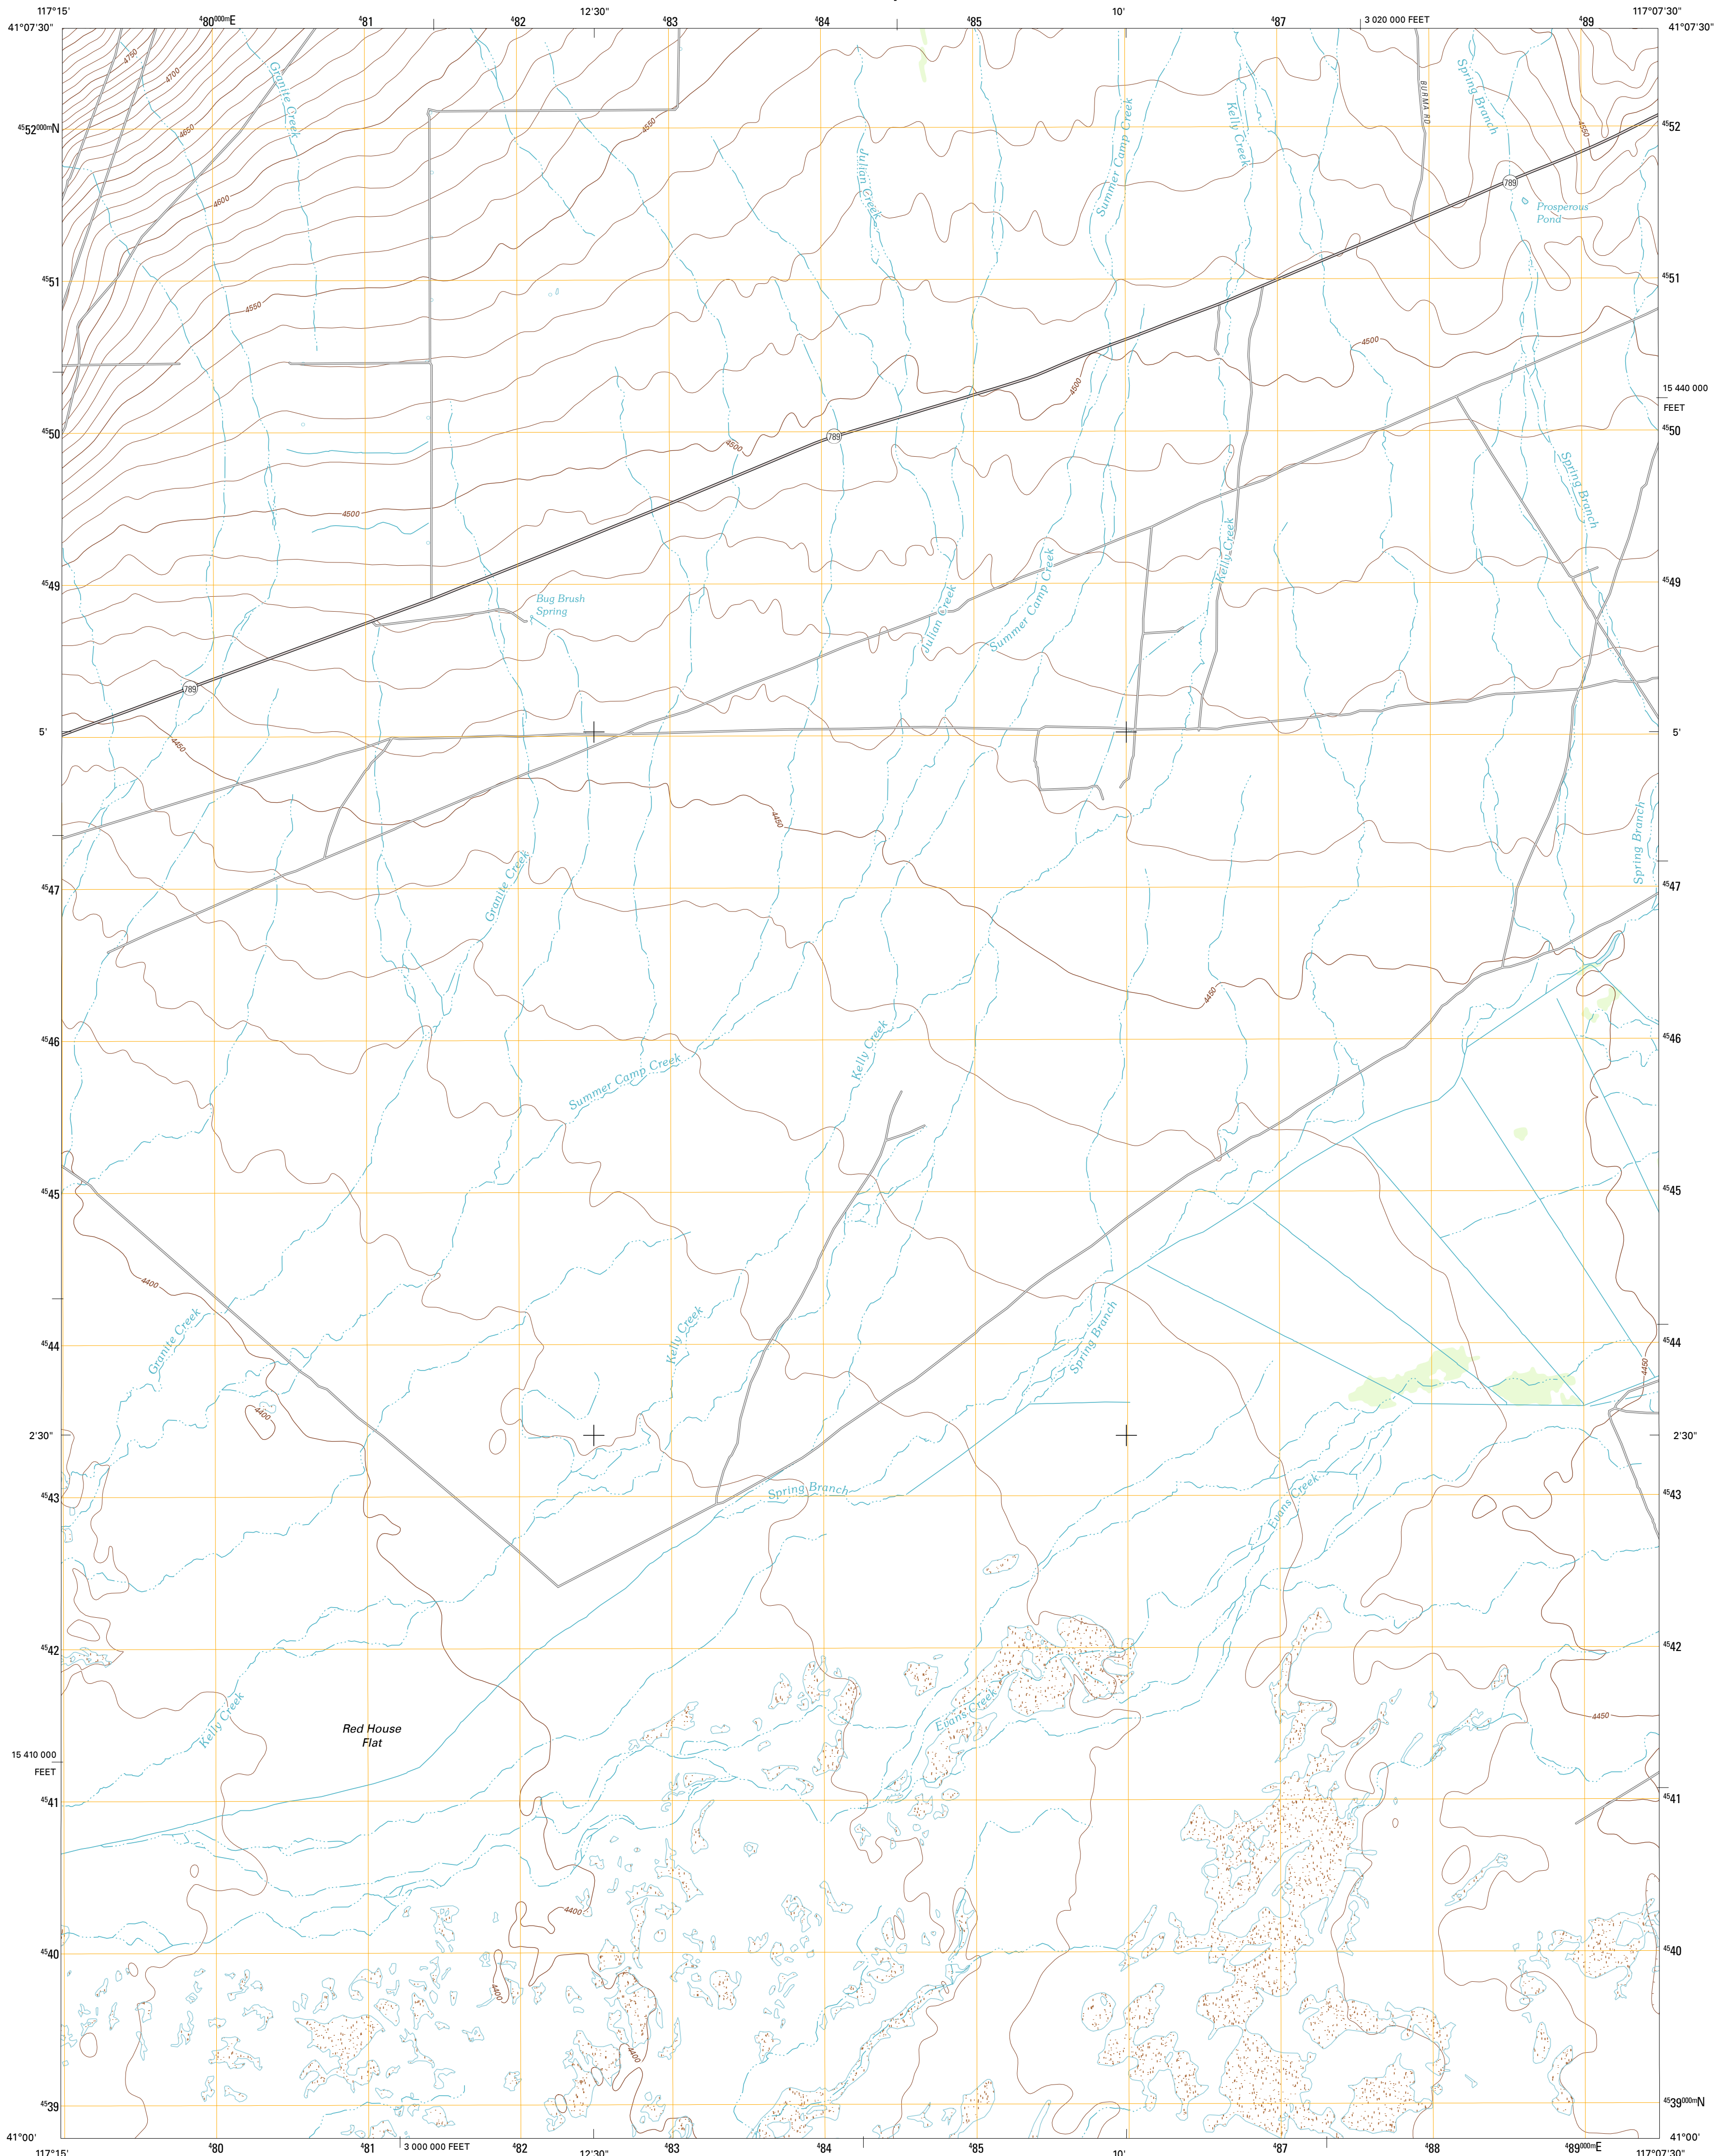 117°15'
⁴80⁰⁰⁰ᵐE
⁴81
⁴82
12'30"
⁴83
⁴84
⁴85
10'
⁴87
3 020 000 FEET
⁴89
117°07'30"
41°07'30"
41°07'30"
4750
4700
Granite Creek
4650
4550
BURMA RD
Spring Branch
4550
⁴⁵52⁰⁰⁰ᵐN
⁴⁵52
Julian Creek
Summer Camp Creek
Kelly Creek
789
4600
Prosperous
Pond
⁴⁵51
⁴⁵51
4550
4500
4500
15 440 000
FEET
⁴⁵50
789
4500
⁴⁵50
Spring Branch
4500
⁴⁵49
Kelly Creek
⁴⁵49
Bug Brush
Spring
Julian Creek
Summer Camp Creek
789
5'
4450
5'
4450
Spring Branch
Granite Creek
⁴⁵47
⁴⁵47
4450
⁴⁵46
Kelly Creek
⁴⁵46
Summer Camp Creek
⁴⁵45
⁴⁵45
4400
Granite Creek
Kelly Creek
Spring Branch
⁴⁵44
⁴⁵44
4450
4400
2'30"
2'30"
⁴⁵43
Spring Branch
Evans Creek
⁴⁵43
⁴⁵42
⁴⁵42
Kelly Creek
Red House
Flat
Evans Creek
4450
15 410 000
FEET
⁴⁵41
⁴⁵41
4400
⁴⁵40
⁴⁵40
4400
4400
⁴⁵39
⁴⁵39⁰⁰⁰ᵐN
41°00'
41°00'
117°15'
⁴80
⁴81
3 000 000 FEET
⁴82
12'30"
⁴83
⁴84
⁴85
10'
⁴87
⁴88
⁴89⁰⁰⁰ᵐE
117°07'30"